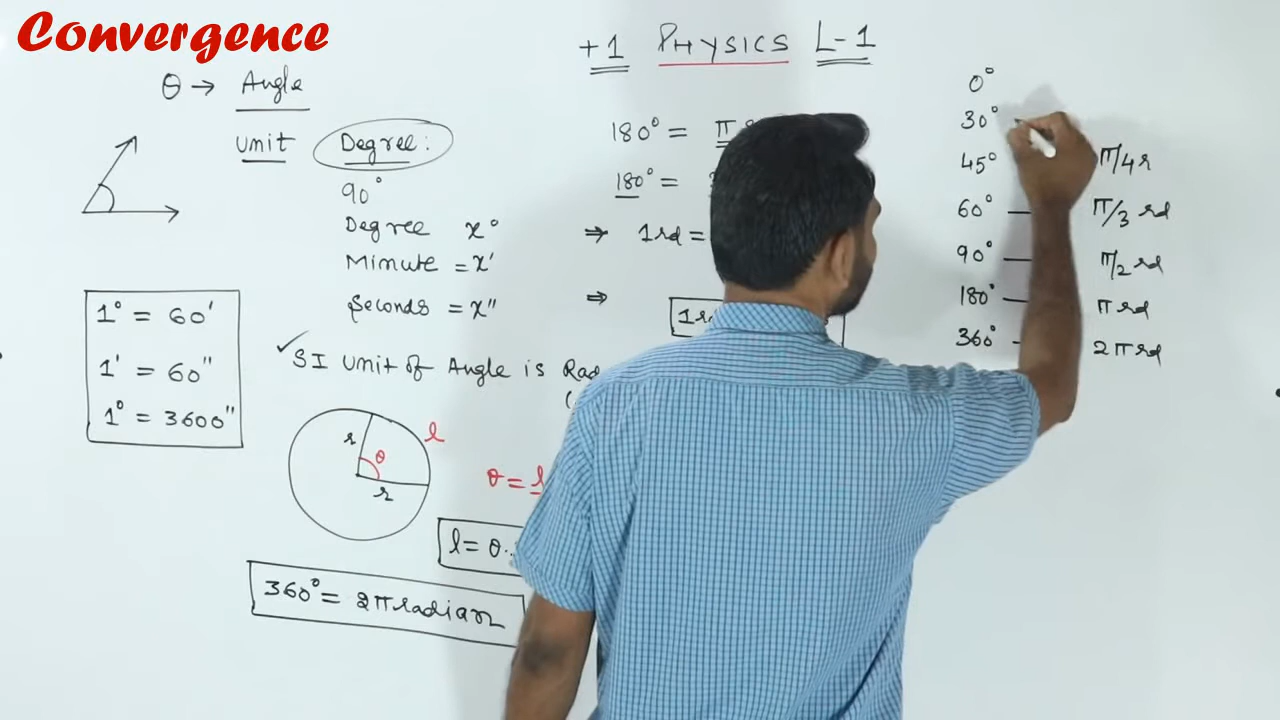 Convergence
+1 Physics L-1
θ → Angle
unit Degree:
90°
Degree x°
Minute = x'
Seconds = x"
1° = 60'
1' = 60"
1° = 3600"
SI Unit of Angle is Rad
r
θ
r
l
θ =
l = θ.
360° = 2π radian
180° = π
180° =
⇒ 1rd =
⇒
0°
30°
45° π/4 r
60° — π/3 rd
90° — π/2 rd
180° — π rd
360° - 2π rd